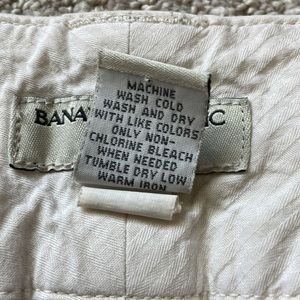 BANA
IC
MACHINE
WASH COLD
WASH AND DRY
WITH LIKE COLORS
ONLY NON-
CHLORINE BLEACH
WHEN NEEDED
TUMBLE DRY LOW
WARM IRON